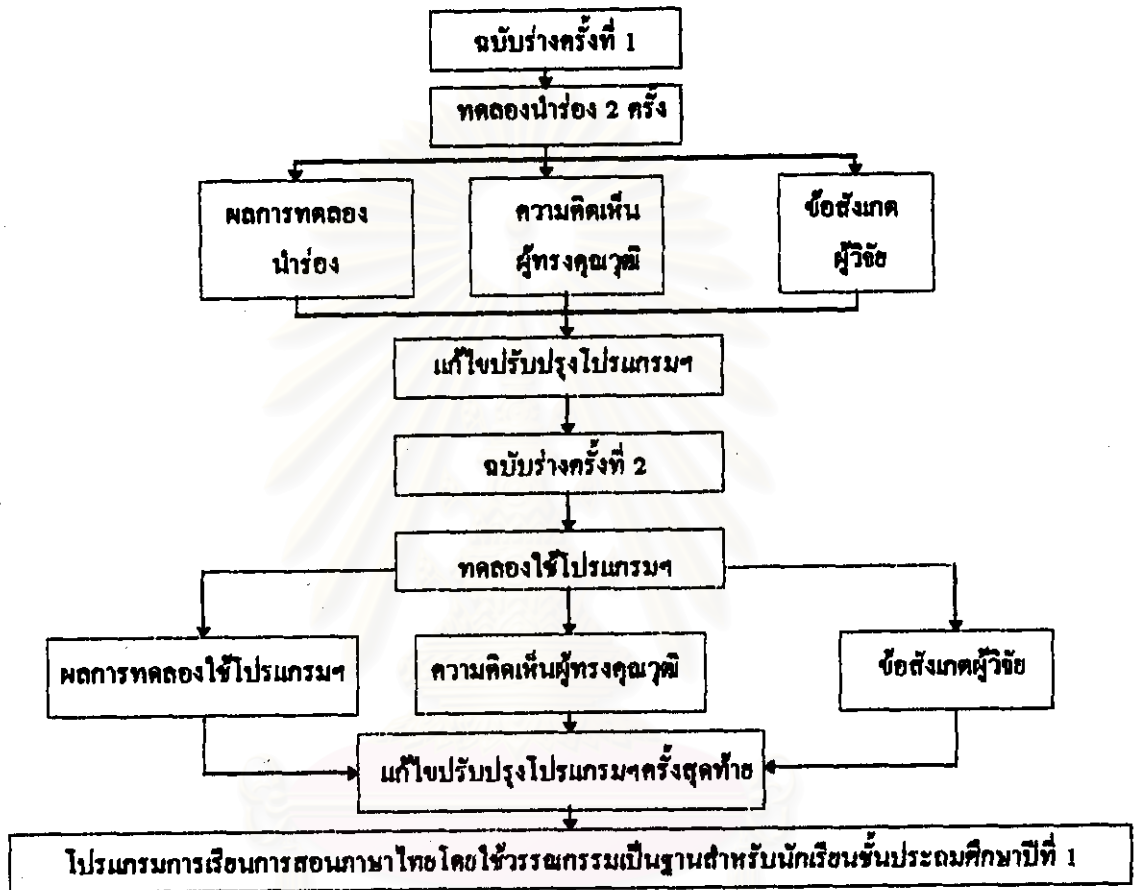 ฉบับร่างครั้งที่ 1
ทดลองนำร่อง 2 ครั้ง
ผลการทดลอง
นำร่อง
ความคิดเห็น
ผู้ทรงคุณวุฒิ
ข้อสังเกต
ผู้วิจัย
แก้ไขปรับปรุงโปรแกรมฯ
ฉบับร่างครั้งที่ 2
ทดลองใช้โปรแกรมฯ
ผลการทดลองใช้โปรแกรมฯ
ความคิดเห็นผู้ทรงคุณวุฒิ
ข้อสังเกตผู้วิจัย
แก้ไขปรับปรุงโปรแกรมฯครั้งสุดท้าย
โปรแกรมการเรียนการสอนภาษาไทยโดยใช้วรรณกรรมเป็นฐานสำหรับนักเรียนชั้นประถมศึกษาปีที่ 1